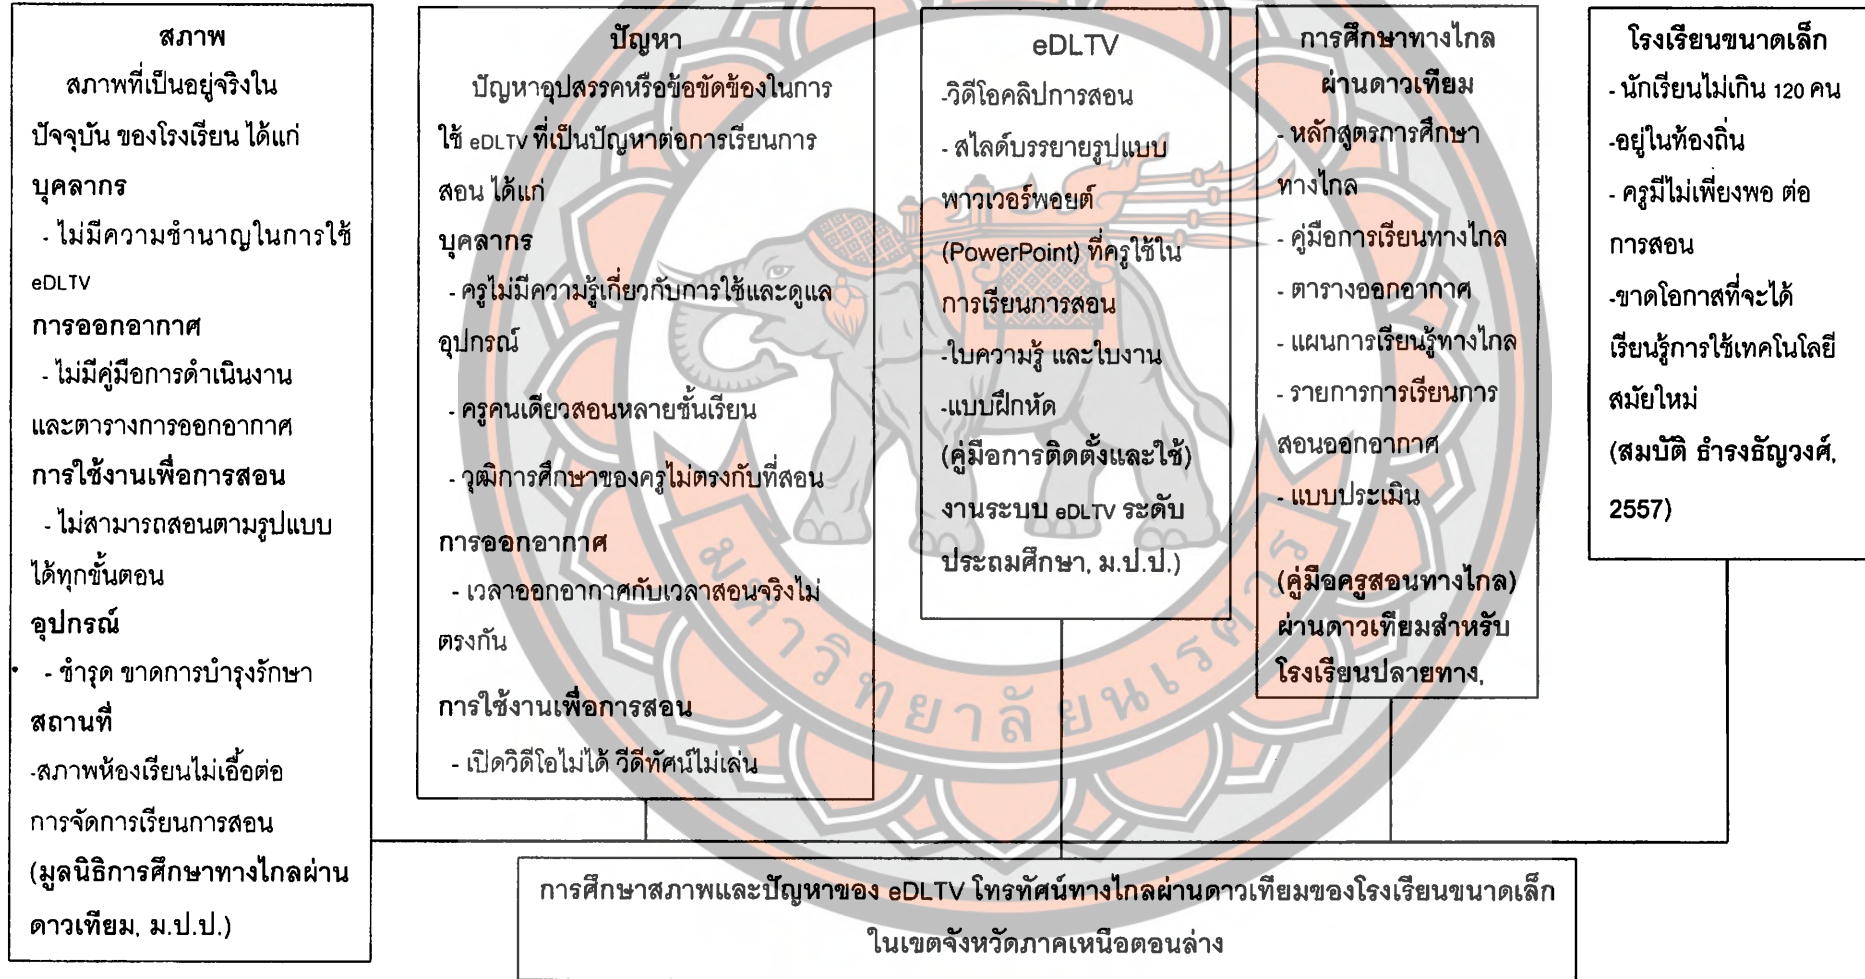 สภาพ
สภาพที่เป็นอยู่จริงใน
ปัจจุบัน ของโรงเรียน ได้แก่
บุคลากร
- ไม่มีความชำนาญในการใช้
eDLTV
การออกอากาศ
- ไม่มีคู่มือการดำเนินงาน
และตารางการออกอากาศ
การใช้งานเพื่อการสอน
- ไม่สามารถสอนตามรูปแบบ
ได้ทุกขั้นตอน
อุปกรณ์
- ชำรุด ขาดการบำรุงรักษา
สถานที่
-สภาพห้องเรียนไม่เอื้อต่อ
การจัดการเรียนการสอน
(มูลนิธิการศึกษาทางไกลผ่าน
ดาวเทียม, ม.ป.ป.)
ปัญหา
ปัญหาอุปสรรคหรือข้อขัดข้องในการ
ใช้ eDLTV ที่เป็นปัญหาต่อการเรียนการ
สอน ได้แก่
บุคลากร
- ครูไม่มีความรู้เกี่ยวกับการใช้และดูแล
อุปกรณ์
- ครูคนเดียวสอนหลายชั้นเรียน
- วุฒิการศึกษาของครูไม่ตรงกับที่สอน
การออกอากาศ
- เวลาออกอากาศกับเวลาสอนจริงไม่
ตรงกัน
การใช้งานเพื่อการสอน
- เปิดวิดีโอไม่ได้ วีดีทัศน์ไม่เล่น
eDLTV
-วิดีโอคลิปการสอน
- สไลด์บรรยายรูปแบบ
พาวเวอร์พอยต์
(PowerPoint) ที่ครูใช้ใน
การเรียนการสอน
-ใบความรู้ และใบงาน
-แบบฝึกหัด
(คู่มือการติดตั้งและใช้)
งานระบบ eDLTV ระดับ
ประถมศึกษา, ม.ป.ป.)
การศึกษาทางไกล
ผ่านดาวเทียม
- หลักสูตรการศึกษา
ทางไกล
- คู่มือการเรียนทางไกล
- ตารางออกอากาศ
- แผนการเรียนรู้ทางไกล
- รายการการเรียนการ
สอนออกอากาศ
- แบบประเมิน
(คู่มือครูสอนทางไกล)
ผ่านดาวเทียมสำหรับ
โรงเรียนปลายทาง,
โรงเรียนขนาดเล็ก
- นักเรียนไม่เกิน 120 คน
-อยู่ในท้องถิ่น
- ครูมีไม่เพี่ยงพอ ต่อ
การสอน
-ขาดโอกาสที่จะได้
เรียนรู้การใช้เทคโนโลยี
สมัยใหม่
(สมบัติ ธำรงธัญวงศ์,
2557)
การศึกษาสภาพและปัญหาของ eDLTV โทรทัศน์ทางไกลผ่านดาวเทียมของโรงเรียนขนาดเล็ก
ในเขตจังหวัดภาคเหนือตอนล่าง
มหาวิทยาลัยนเรศวร